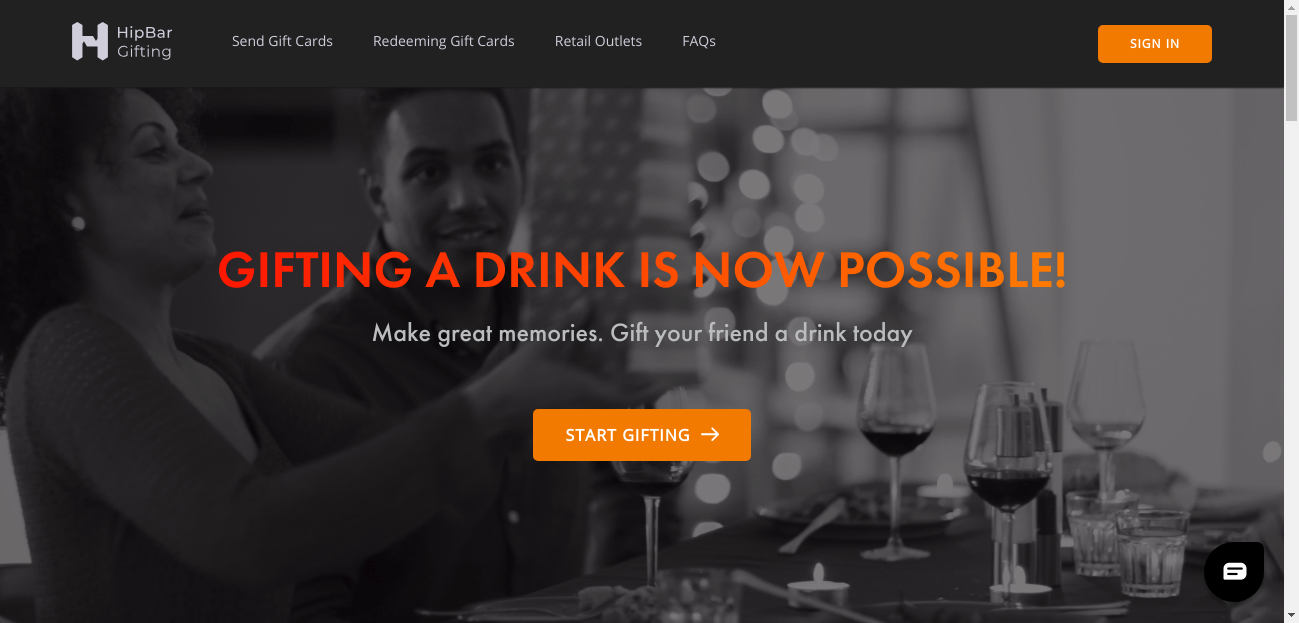 HipBar
Gifting
Send Gift Cards
Redeeming Gift Cards
Retail Outlets
FAQs
SIGN IN
GIFTING A DRINK IS NOW POSSIBLE!
Make great memories. Gift your friend a drink today
START GIFTING